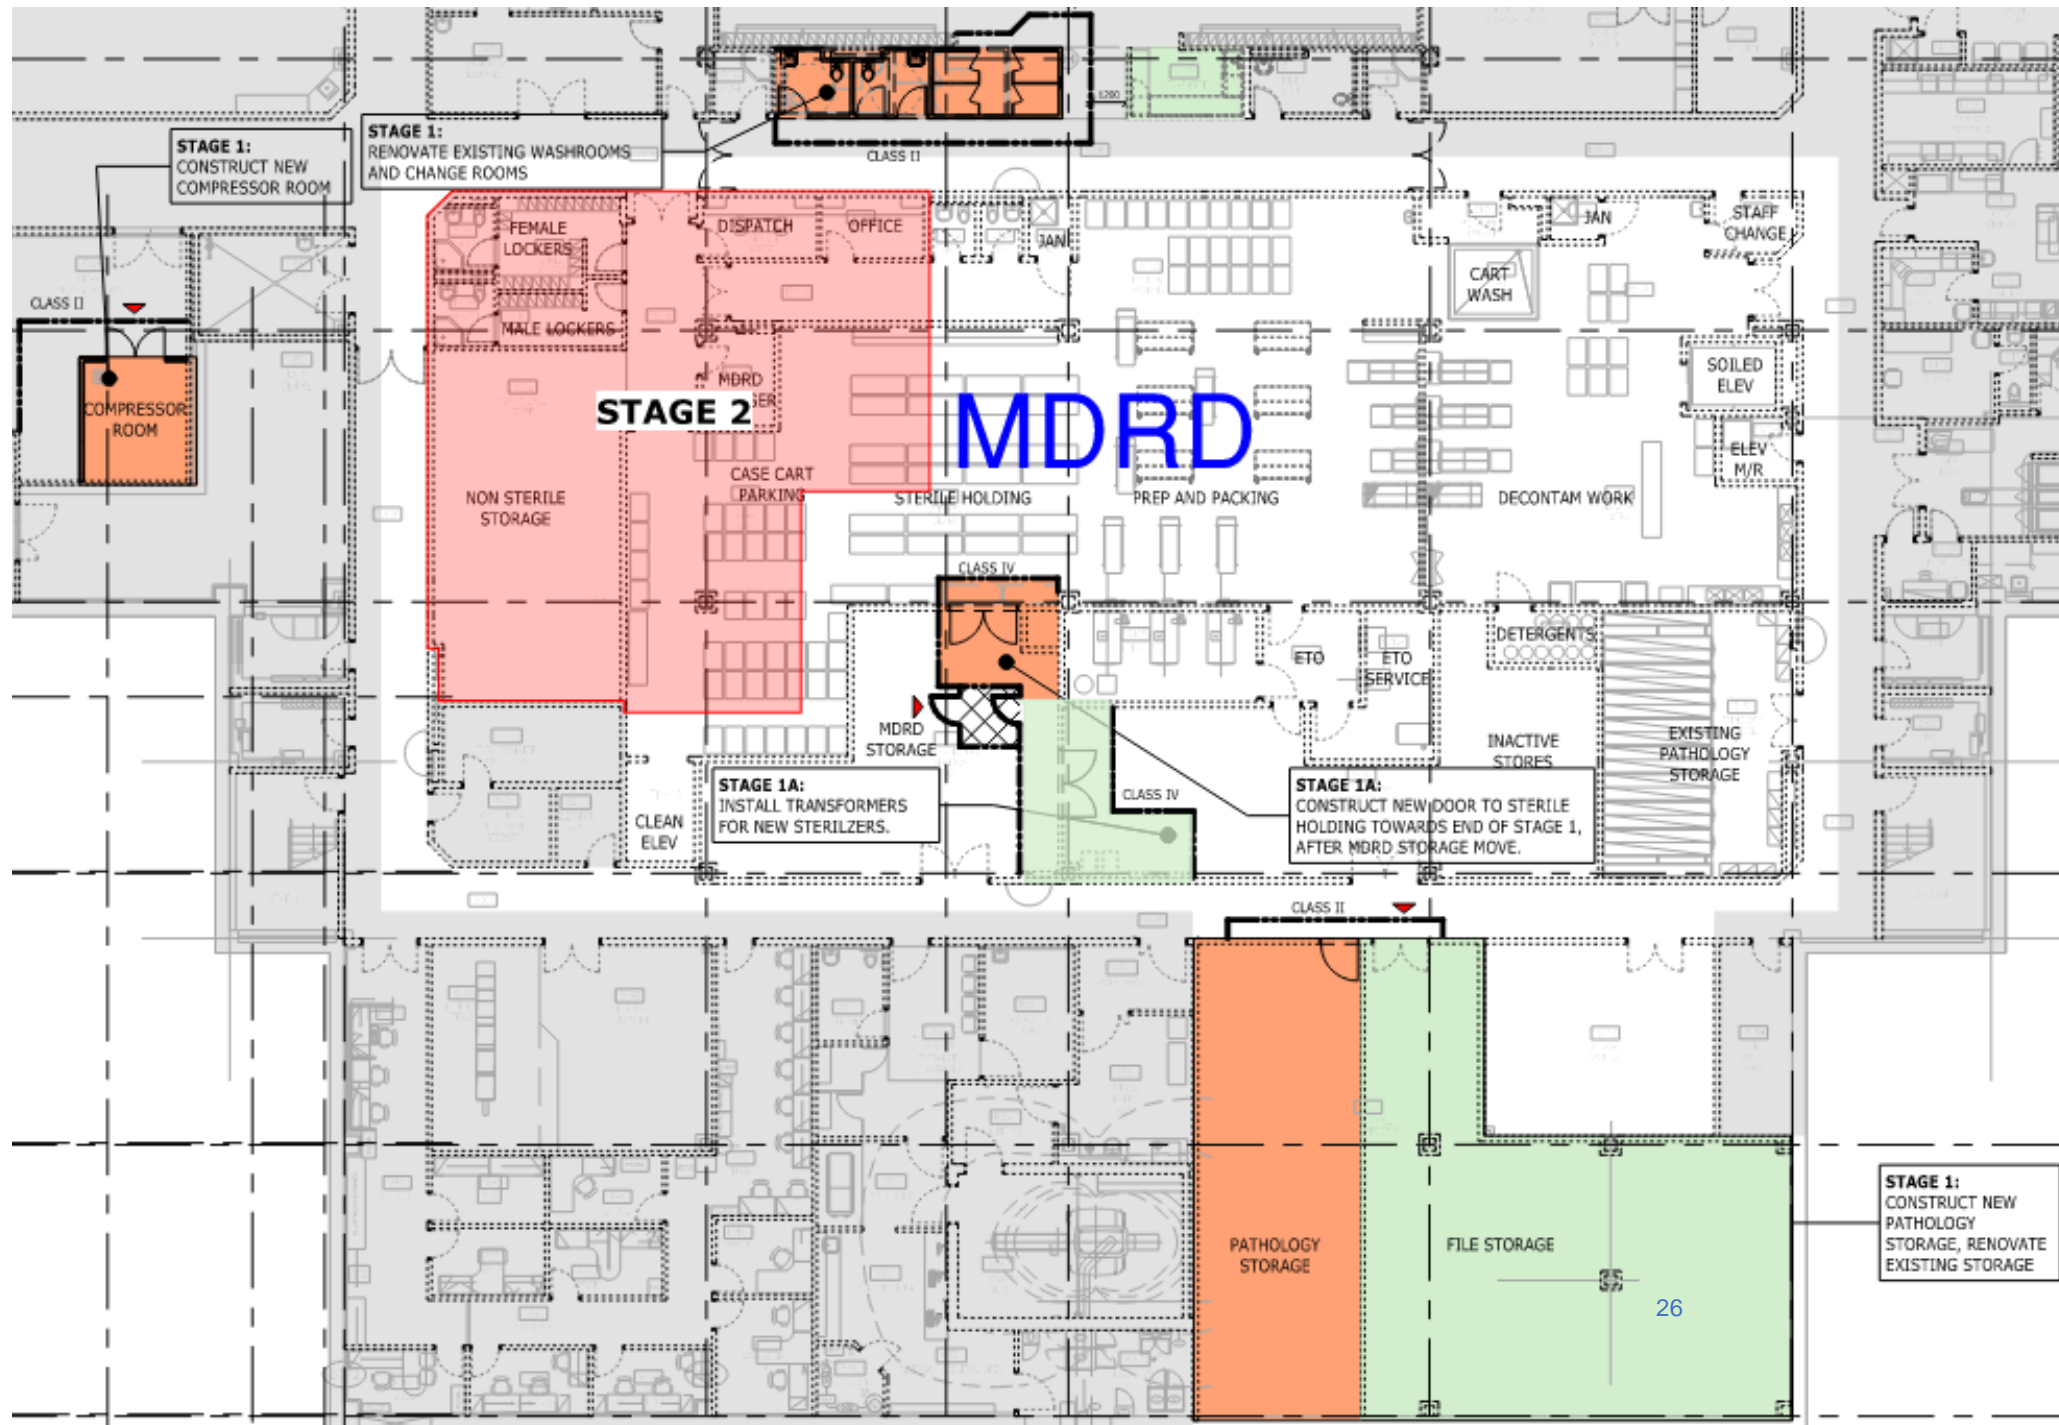 1200
STAGE 1:
CONSTRUCT NEW
COMPRESSOR ROOM
STAGE 1:
RENOVATE EXISTING WASHROOMS
AND CHANGE ROOMS
CLASS II
FEMALE
LOCKERS
DISPATCH
OFFICE
JAN
JAN
STAFF
CHANGE
CART
WASH
CLASS II
MALE LOCKERS
SOILED
ELEV
COMPRESSOR
ROOM
MDRD
STAGE 2
MDRD
ELEV
M/R
NON STERILE
STORAGE
CASE CART
PARKING
STERILE HOLDING
PREP AND PACKING
DECONTAM WORK
CLASS IV
DETERGENTS
ETO
ETO
SERVICE
MDRD
STORAGE
INACTIVE
STORES
EXISTING
PATHOLOGY
STORAGE
CLEAN
ELEV
STAGE 1A:
INSTALL TRANSFORMERS
FOR NEW STERILZERS.
CLASS IV
STAGE 1A:
CONSTRUCT NEW DOOR TO STERILE
HOLDING TOWARDS END OF STAGE 1,
AFTER MDRD STORAGE MOVE.
CLASS II
PATHOLOGY
STORAGE
FILE STORAGE
STAGE 1:
CONSTRUCT NEW
PATHOLOGY
STORAGE, RENOVATE
EXISTING STORAGE
26